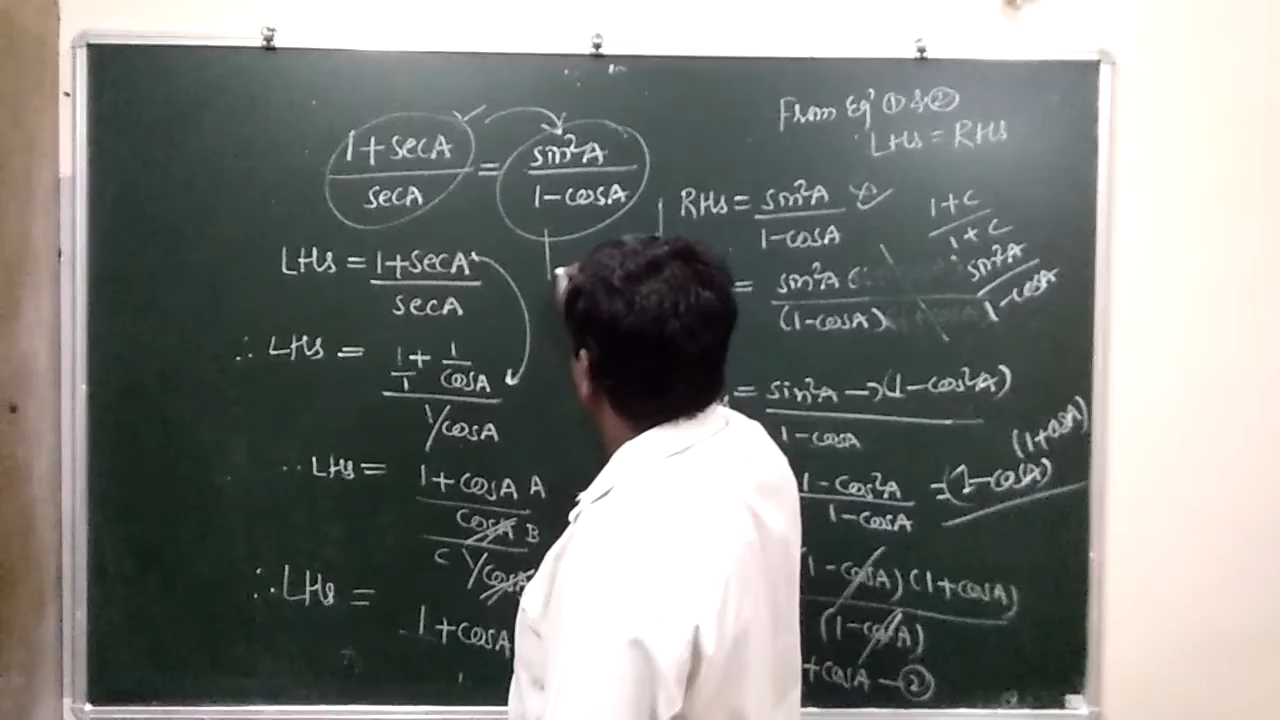 1+secA / secA = sin²A / 1-cosA
LHS = 1+secA / secA
∴ LHS = 1/1 + 1/cosA / 1/cosA
∴ LHS = 1+cosA A / cosA B / C 1/cosA
∴ LHS = 1+cosA
From Eqⁿ ① & ②
LHS = RHS
RHS = sin²A / 1-cosA
1+C / 1+C
sin²A / 1-cosA
= sin²A ( / (1-cosA)
= sin²A → (1-cos²A) / 1-cosA
1-cos²A / 1-cosA = (1-cosA) (1+cosA)
(1-cosA) (1+cosA) / (1-cosA)
+cosA - ②